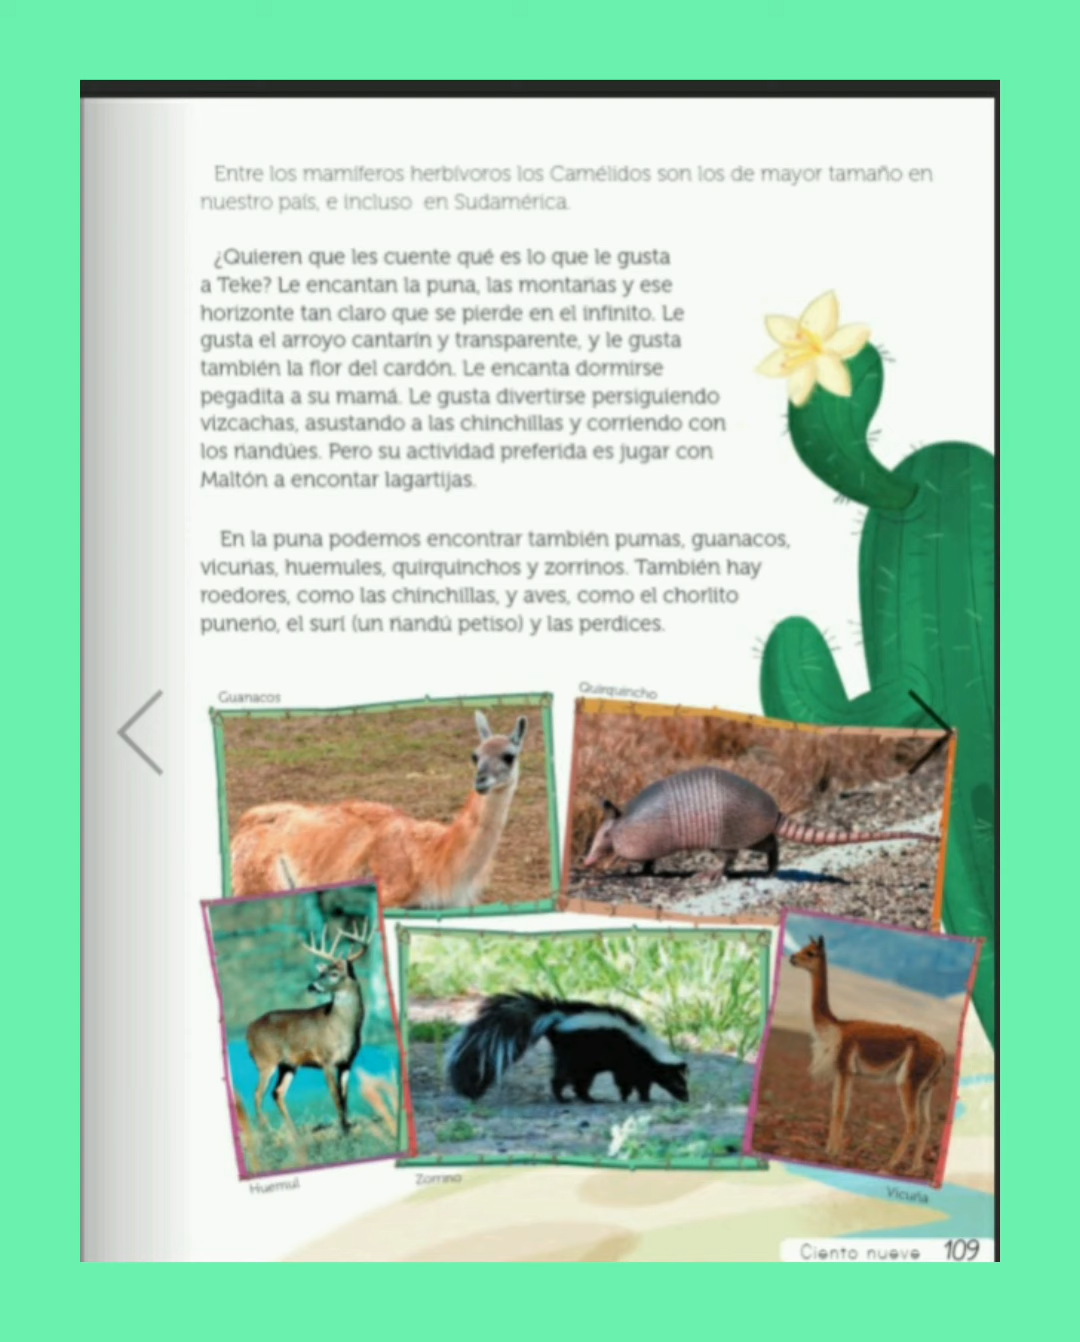 Entre los mamíferos herbívoros los Camélidos son los de mayor tamaño en
nuestro país, e incluso en Sudamérica.
¿Quieren que les cuente qué es lo que le gusta
a Teke? Le encantan la puna, las montañas y ese
horizonte tan claro que se pierde en el infinito. Le
gusta el arroyo cantarín y transparente, y le gusta
también la flor del cardón. Le encanta dormirse
pegadita a su mamá. Le gusta divertirse persiguiendo
vizcachas, asustando a las chinchillas y corriendo con
los ñandúes. Pero su actividad preferida es jugar con
Maltón a encontar lagartijas.
En la puna podemos encontrar también pumas, guanacos,
vicuñas, huemules, quirquinchos y zorrinos. También hay
roedores, como las chinchillas, y aves, como el chorlito
puneño, el surí (un ñandú petiso) y las perdices.
Guanacos
Quirquincho
Huemul
Zorrino
Vicuña
Ciento nueve 109